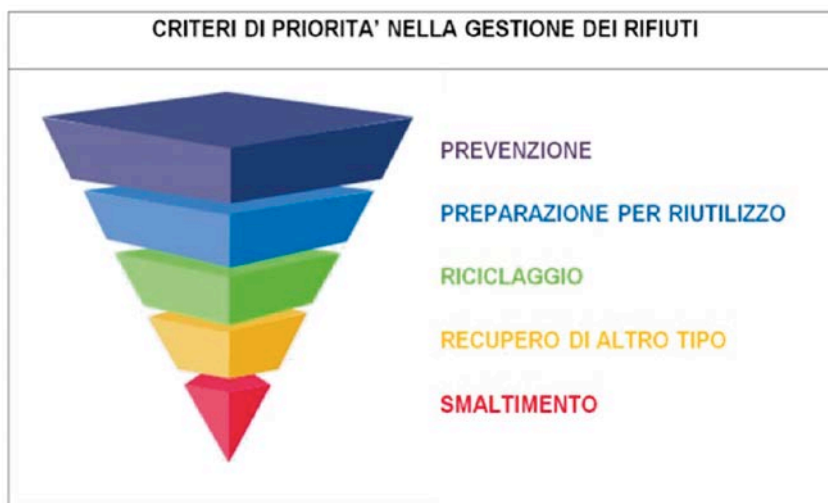 CRITERI DI PRIORITA’ NELLA GESTIONE DEI RIFIUTI
PREVENZIONE
PREPARAZIONE PER RIUTILIZZO
RICICLAGGIO
RECUPERO DI ALTRO TIPO
SMALTIMENTO